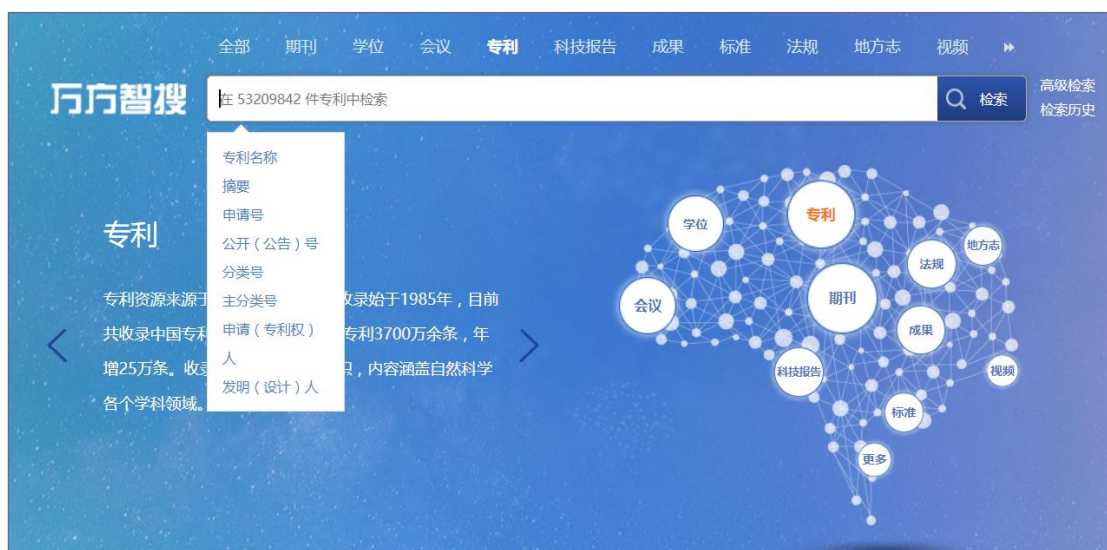 全部 期刊 学位 会议 专利 科技报告 成果 标准 法规 地方志 视频
万方智搜
在 53209842 件专利中检索
检索
高级检索
检索历史
专利名称
摘要
申请号
公开（公告）号
分类号
主分类号
申请（专利权）
人
发明（设计）人
专利
专利资源来源于 收录始于1985年，目前
共收录中国专利 专利3700万余条，年
增25万条。收 ，内容涵盖自然科学
各个学科领域。
学位
专利
地方志
法规
会议
期刊
成果
科技报告
视频
标准
更多